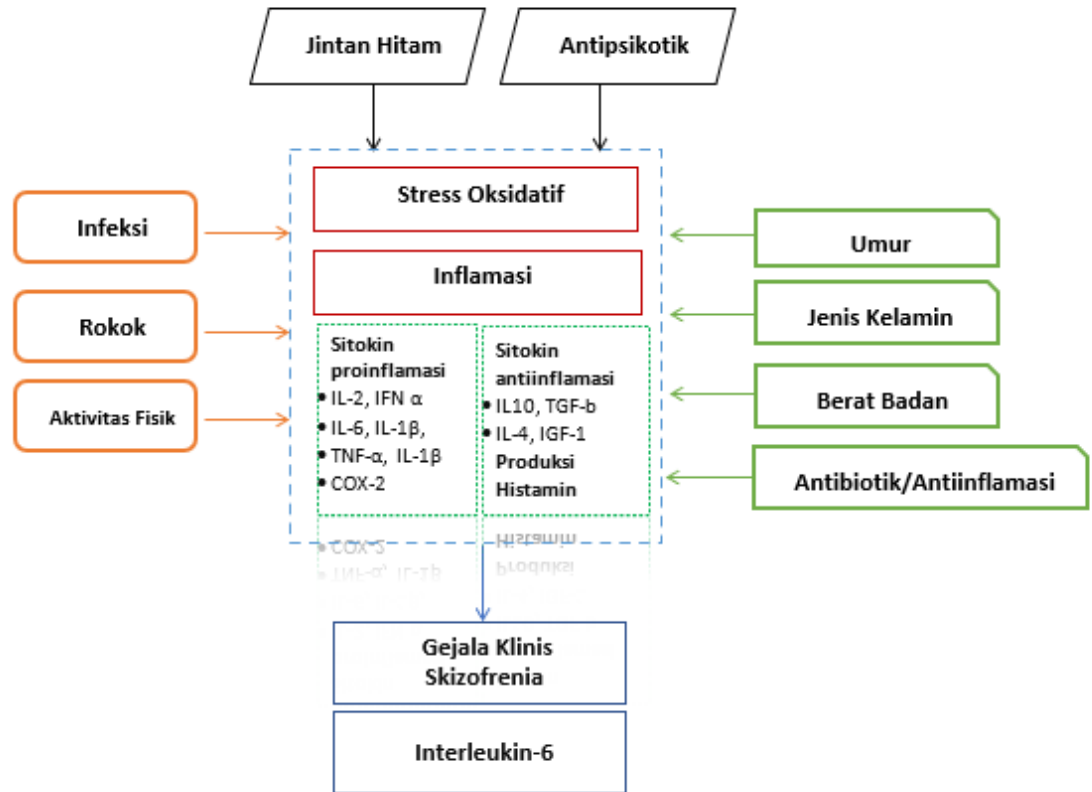 Jintan Hitam
Antipsikotik
Stress Oksidatif
Inflamasi
Infeksi
Rokok
Aktivitas Fisik
Sitokin
proinflamasi
• IL-2, IFN α
• IL-6, IL-1β,
• TNF-α, IL-1β
• COX-2
Sitokin
antiinflamasi
• IL10, TGF-b
• IL-4, IGF-1
Produksi
Histamin
Umur
Jenis Kelamin
Berat Badan
Antibiotik/Antiinflamasi
Gejala Klinis
Skizofrenia
Interleukin-6